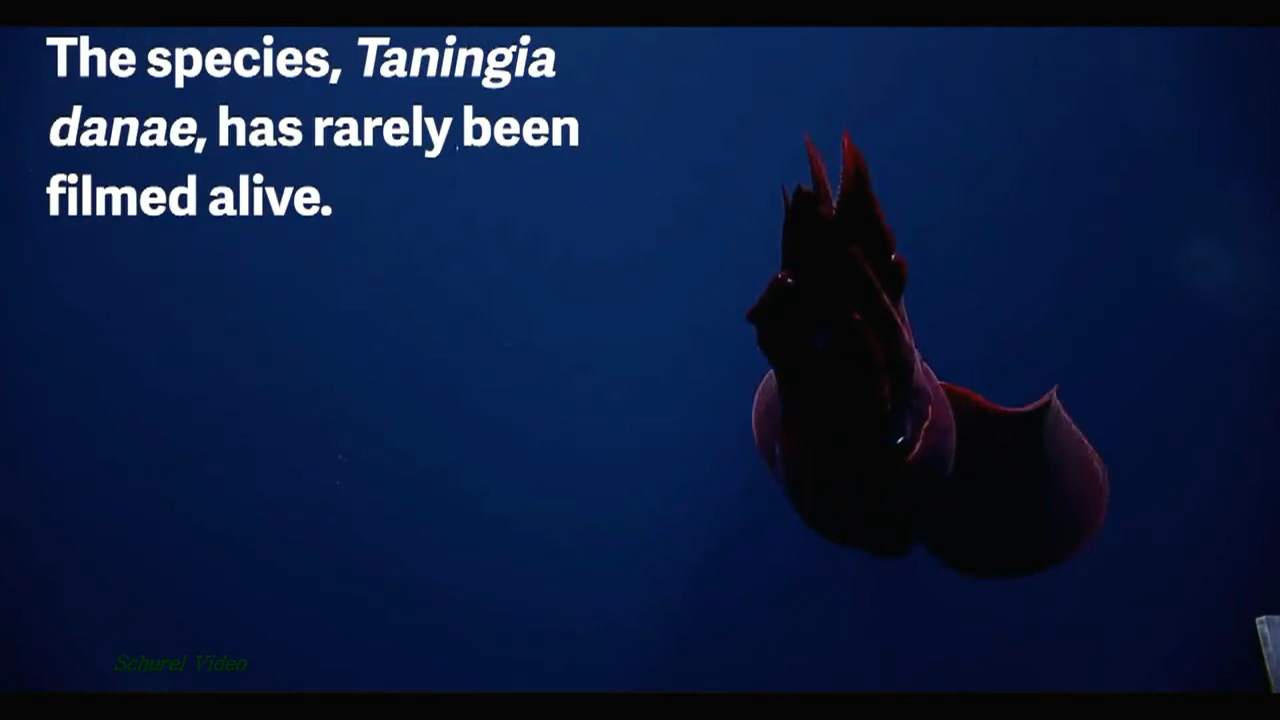 The species, Taningia
danae, has rarely been
filmed alive.
Schurel Video